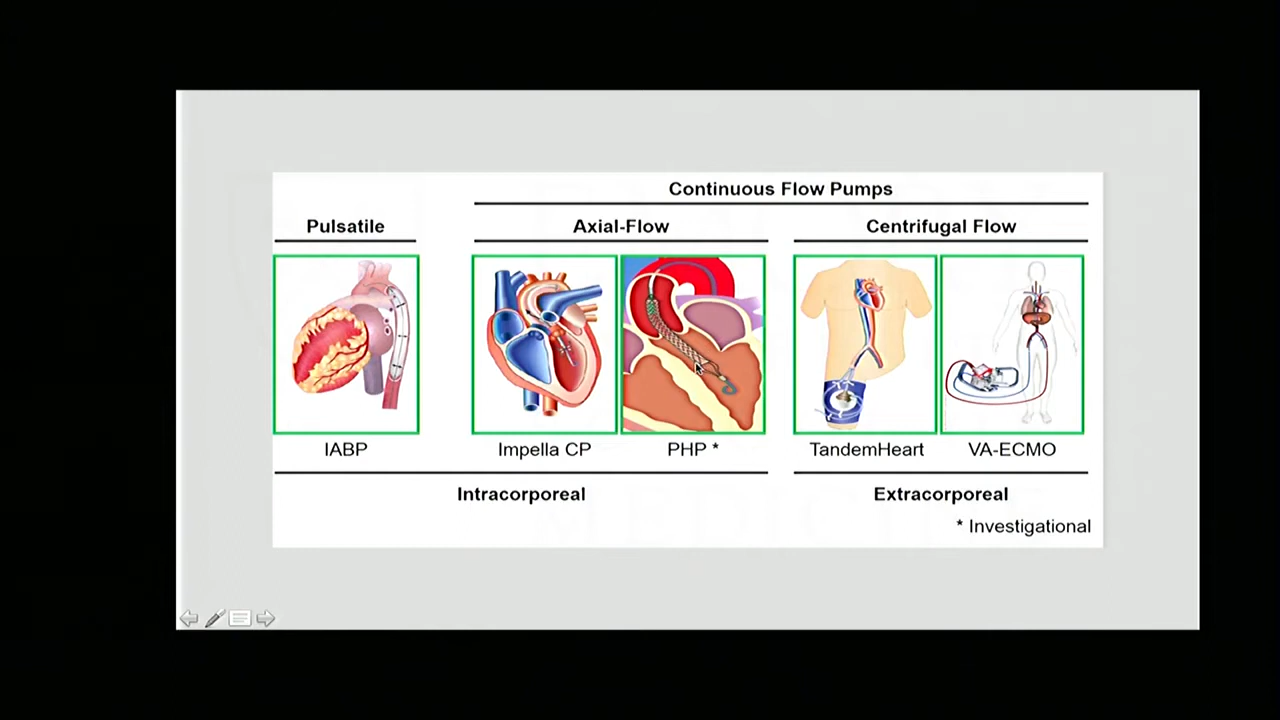 Continuous Flow Pumps
Pulsatile
Axial-Flow
Centrifugal Flow
IABP
Impella CP
PHP *
TandemHeart
VA-ECMO
Intracorporeal
Extracorporeal
* Investigational